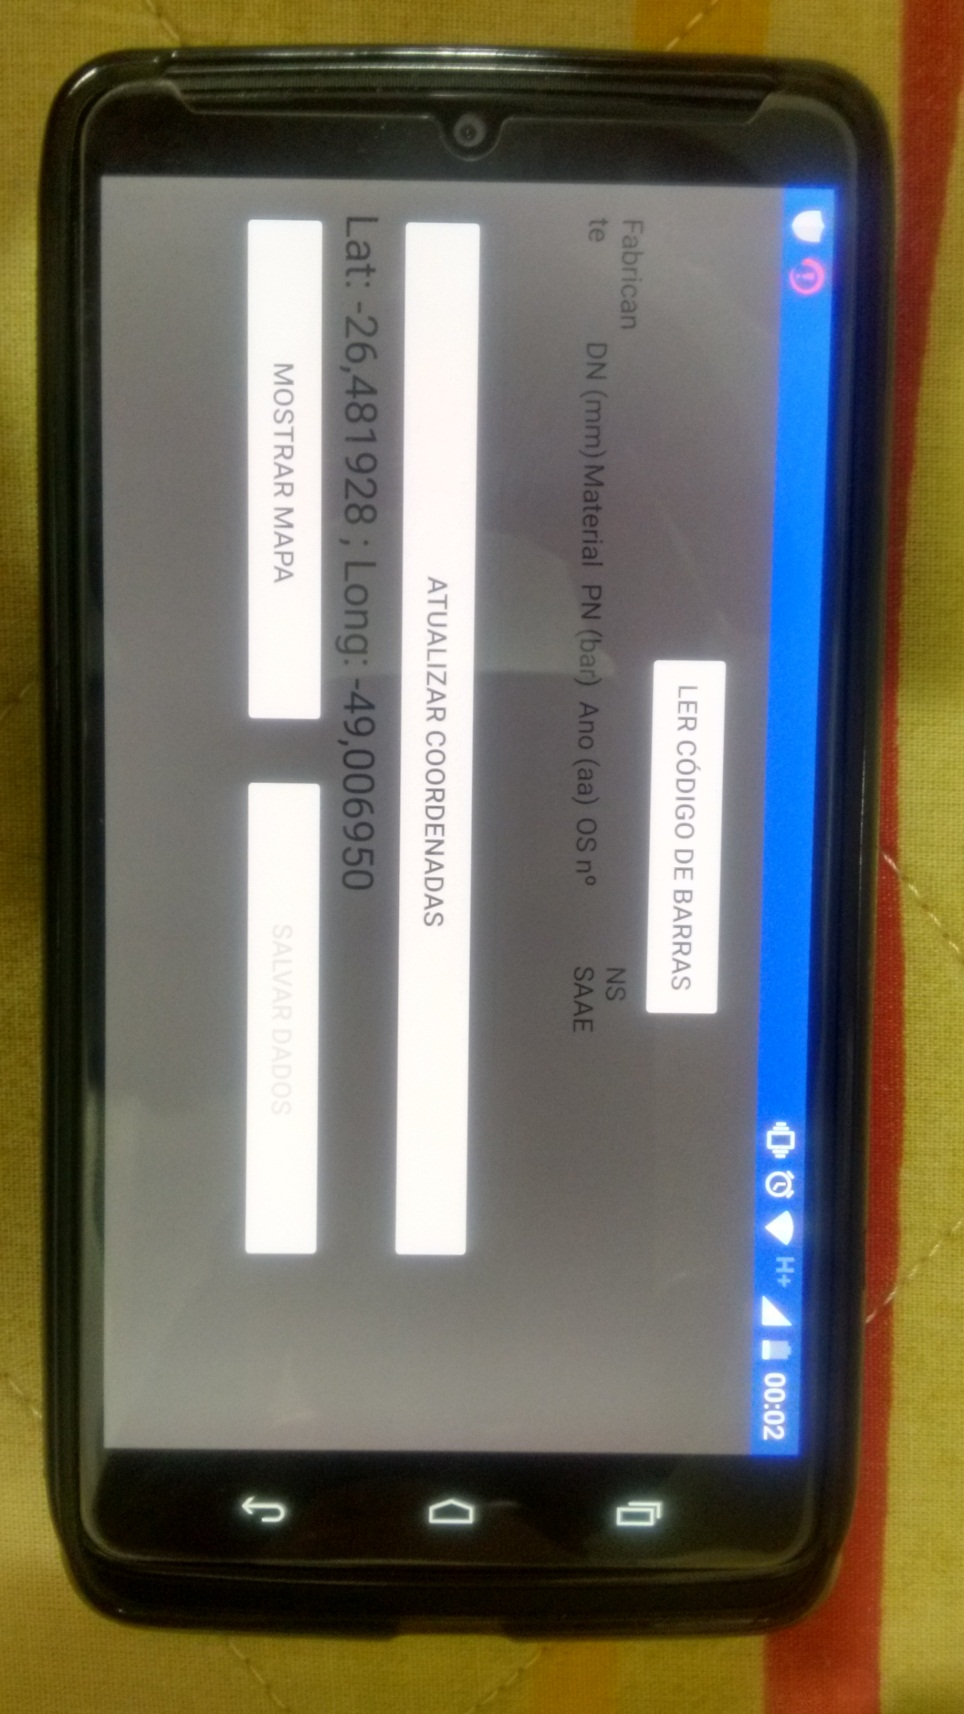 H+ 00:02
LER CÓDIGO DE BARRAS
Fabrican
te DN (mm) Material PN (bar) Ano (aa) OS nº NS
SAAE
ATUALIZAR COORDENADAS
Lat: -26,481928 ; Long: -49,006950
MOSTRAR MAPA SALVAR DADOS